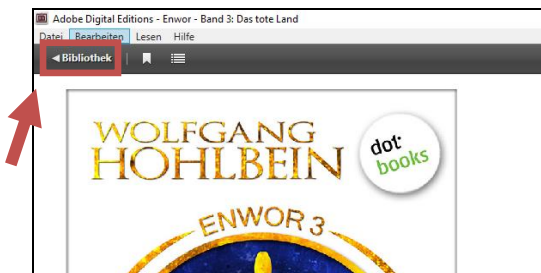 Adobe Digital Editions - Enwor - Band 3: Das tote Land
Datei Bearbeiten Lesen Hilfe
◄Bibliothek
WOLFGANG
HOHLBEIN
dot·
books
ENWOR 3